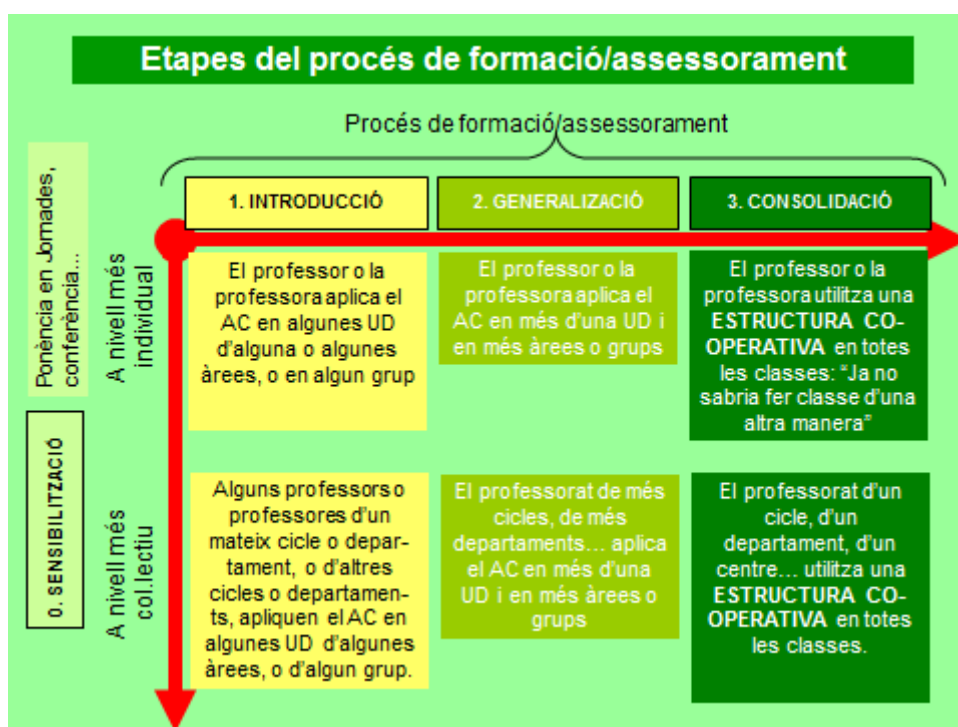 Etapes del procés de formació/assessorament
Procés de formació/assessorament
Ponència en Jornades,
conferència...
0. SENSIBILITZACIÓ
1. INTRODUCCIÓ
2. GENERALIZACIÓ
3. CONSOLIDACIÓ
A nivell més
individual
El professor o la
professora aplica el
AC en algunes UD
d'alguna o algunes
àrees, o en algun grup
El professor o la
professora aplica el
AC en més d'una UD i
en més àrees o grups
El professor o la
professora utilitza una
ESTRUCTURA CO-
OPERATIVA en totes
les classes: “Ja no
sabria fer classe d'una
altra manera”
A nivell més
col.lectiu
Alguns professors o
professores d'un
mateix cicle o depar-
tament, o d'altres
cicles o departamen-
ts, apliquen el AC en
algunes UD d'algunes
àrees, o d'algun grup.
El professorat de més
cicles, de més
departaments... aplica
el AC en més d'una
UD i en més àrees o
grups
El professorat d'un
cicle, d'un
departament, d'un
centre... utilitza una
ESTRUCTURA CO-
OPERATIVA en totes
les classes.